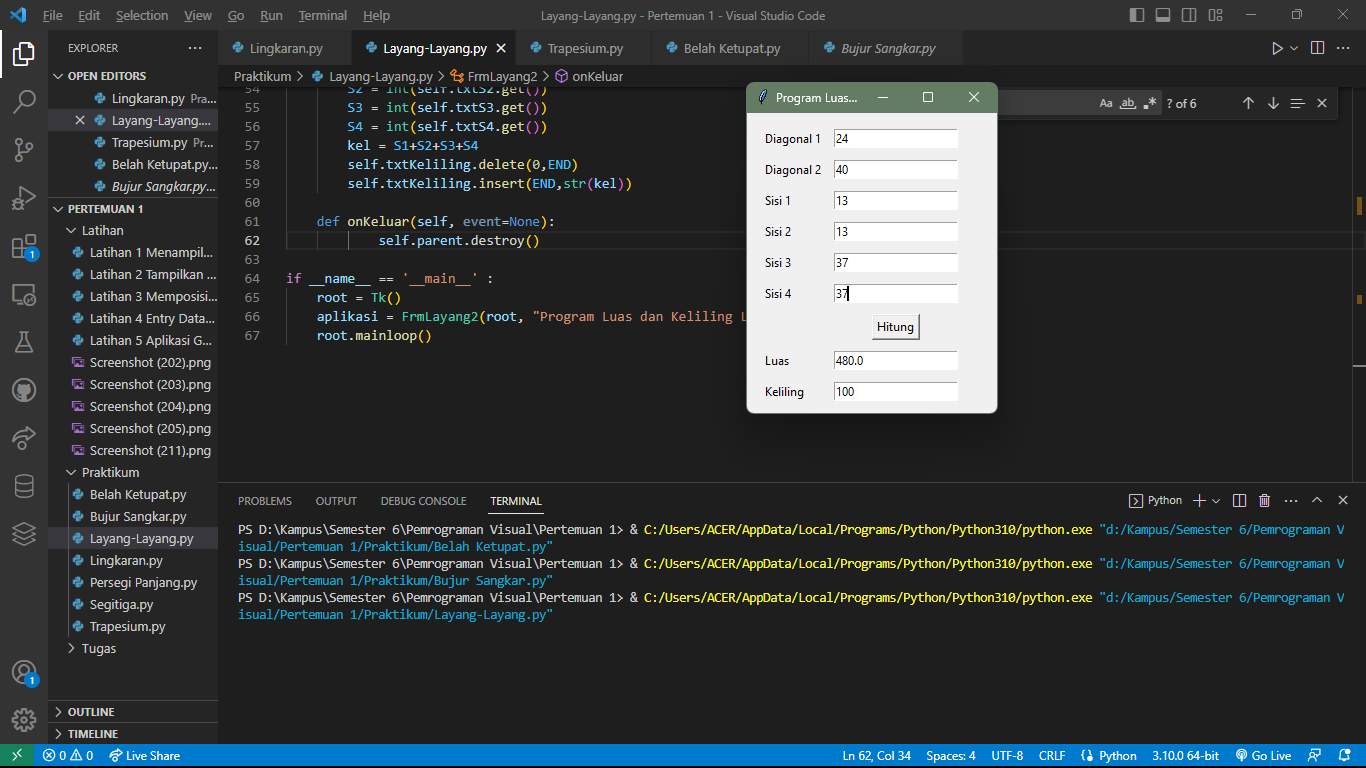 File Edit Selection View Go Run Terminal Help Layang-Layang.py - Pertemuan 1 - Visual Studio Code
EXPLORER
OPEN EDITORS
Lingkaran.py Pra...
Layang-Layang....
Trapesium.py Pr...
Belah Ketupat.py...
Bujur Sangkar.py...
PERTEMUAN 1
Latihan
Latihan 1 Menampil...
Latihan 2 Tampilkan ...
Latihan 3 Memposisi...
Latihan 4 Entry Data...
Latihan 5 Aplikasi G...
Screenshot (202).png
Screenshot (203).png
Screenshot (204).png
Screenshot (205).png
Screenshot (211).png
Praktikum
Belah Ketupat.py
Bujur Sangkar.py
Layang-Layang.py
Lingkaran.py
Persegi Panjang.py
Segitiga.py
Trapesium.py
Tugas
OUTLINE
TIMELINE
1
1
Lingkaran.py Layang-Layang.py Trapesium.py Belah Ketupat.py Bujur Sangkar.py
Praktikum > Layang-Layang.py > FrmLayang2 > onKeluar
54 S2 = int(self.txtS2.get())
55 S3 = int(self.txtS3.get())
56 S4 = int(self.txtS4.get())
57 kel = S1+S2+S3+S4
58 self.txtKeliling.delete(0,END)
59 self.txtKeliling.insert(END,str(kel))
60
61 def onKeluar(self, event=None):
62 self.parent.destroy()
63
64 if __name__ == '__main__' :
65 root = Tk()
66 aplikasi = FrmLayang2(root, "Program Luas dan Keliling L
67 root.mainloop()
Aa ab .* ? of 6
Program Luas...
Diagonal 1 24
Diagonal 2 40
Sisi 1 13
Sisi 2 13
Sisi 3 37
Sisi 4 37
Hitung
Luas 480.0
Keliling 100
PROBLEMS OUTPUT DEBUG CONSOLE TERMINAL Python
PS D:\Kampus\Semester 6\Pemrograman Visual\Pertemuan 1> & C:/Users/ACER/AppData/Local/Programs/Python/Python310/python.exe "d:/Kampus/Semester 6/Pemrograman V
isual/Pertemuan 1/Praktikum/Belah Ketupat.py"
PS D:\Kampus\Semester 6\Pemrograman Visual\Pertemuan 1> & C:/Users/ACER/AppData/Local/Programs/Python/Python310/python.exe "d:/Kampus/Semester 6/Pemrograman V
isual/Pertemuan 1/Praktikum/Bujur Sangkar.py"
PS D:\Kampus\Semester 6\Pemrograman Visual\Pertemuan 1> & C:/Users/ACER/AppData/Local/Programs/Python/Python310/python.exe "d:/Kampus/Semester 6/Pemrograman V
isual/Pertemuan 1/Praktikum/Layang-Layang.py"
0 0 Live Share Ln 62, Col 34 Spaces: 4 UTF-8 CRLF Python 3.10.0 64-bit Go Live